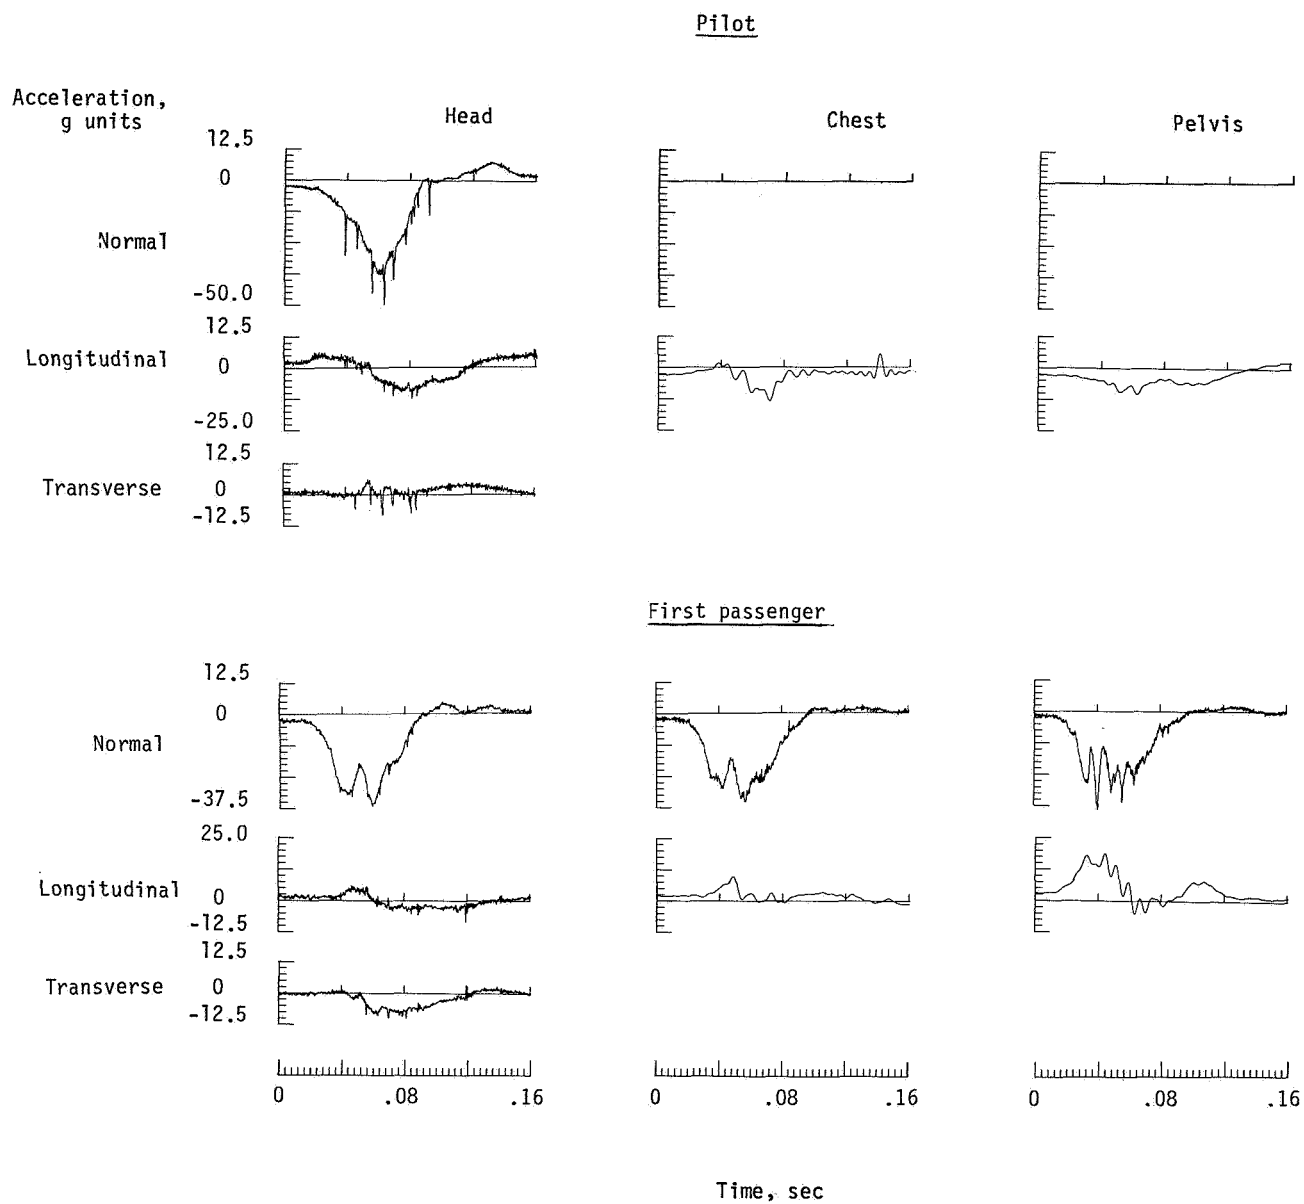 Pilot
Acceleration,
g units
Head Chest Pelvis
12.5
0
Normal
-50.0
12.5
Longitudinal 0
-25.0
12.5
Transverse 0
-12.5
First passenger
12.5
0
Normal
-37.5
25.0
Longitudinal 0
-12.5
12.5
Transverse 0
-12.5
0 .08 .16 0 .08 .16 0 .08 .16
Time, sec